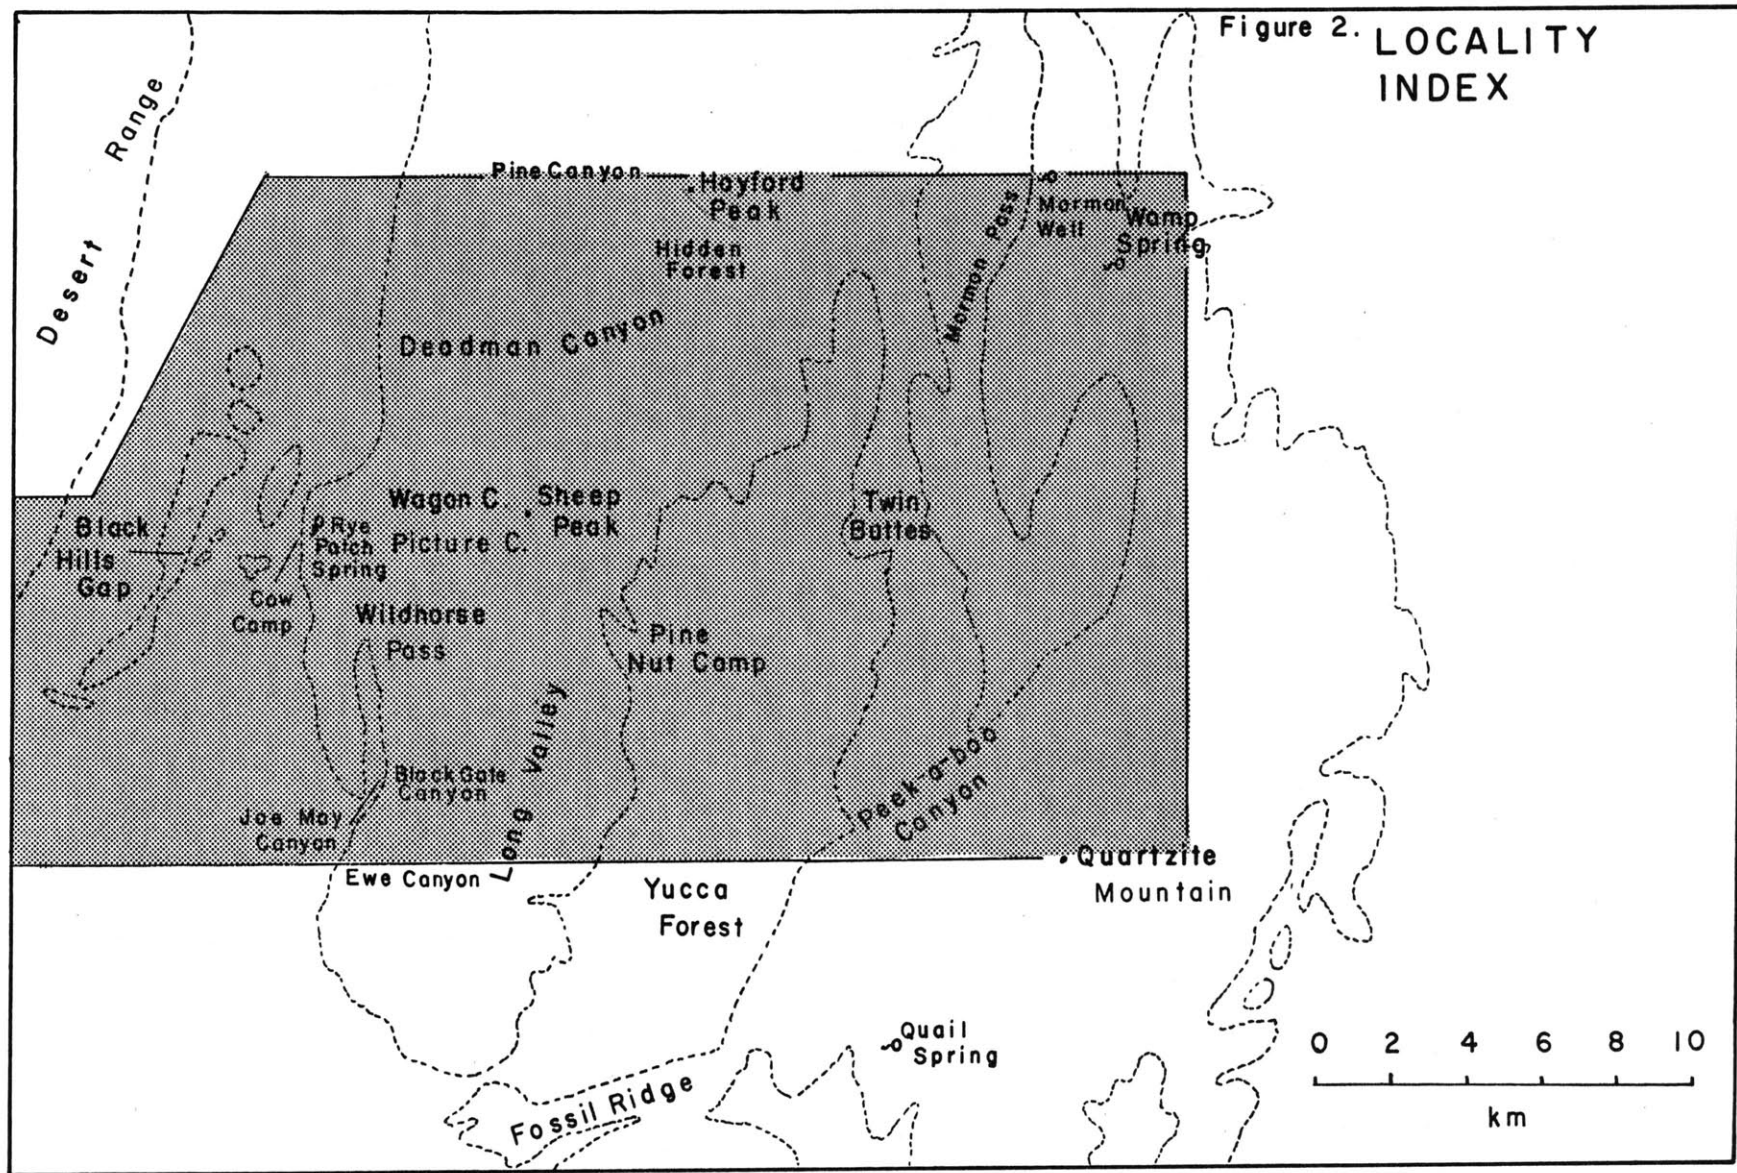 Figure 2. LOCALITY
INDEX
Desert Range
Pine Canyon
Hayford
Peak
Hidden
Forest
Mormon
Well
Wamp
Spring
Mormon Pass
Deadman Canyon
Wagon C.
Sheep
Peak
Picture C.
Twin
Buttes
Black
Hills
Gap
Rye
Patch
Spring
Cow
Camp
Wildhorse
Pass
Pine
Nut Camp
Long Valley
Black Gate
Canyon
Joe May
Canyon
Peek-a-boo
Canyon
Ewe Canyon
Yucca
Forest
Quartzite
Mountain
Quail
Spring
Fossil Ridge
0 2 4 6 8 10
km